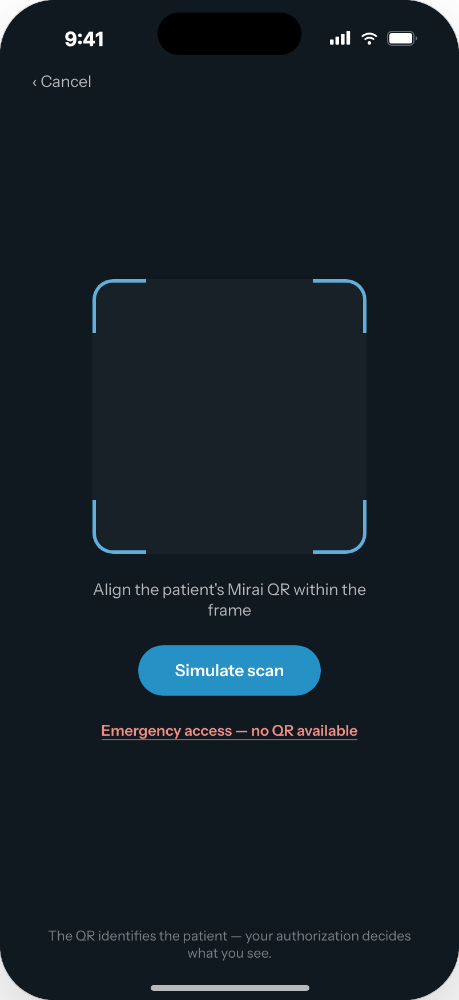 9:41
‹ Cancel
Align the patient's Mirai QR within the
frame
Simulate scan
Emergency access — no QR available
The QR identifies the patient — your authorization decides
what you see.